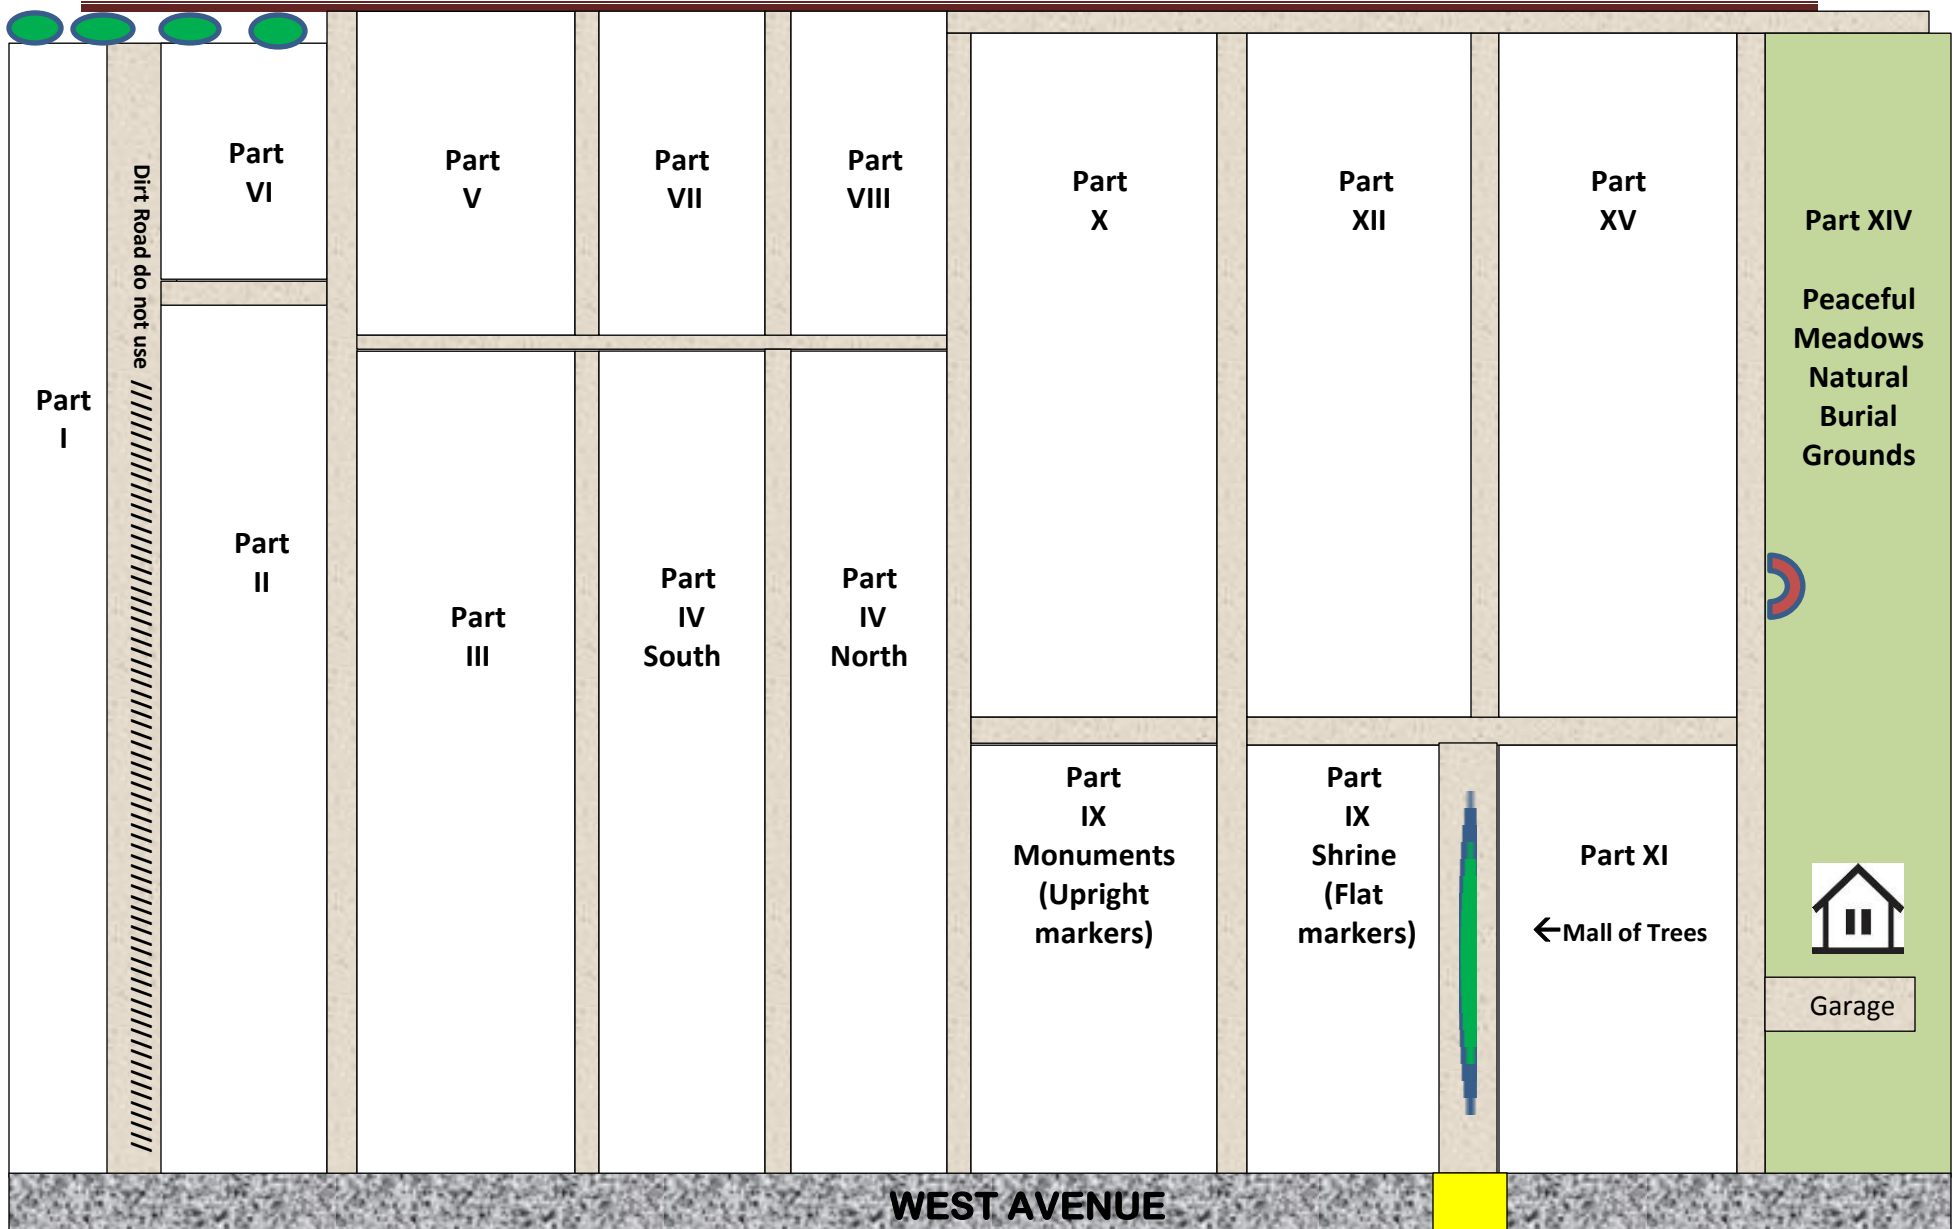 Part
I
Dirt Road do not use ////////////////////////////////////////////////////////////////
Part
VI
Part
II
Part
V
Part
III
Part
VII
Part
IV
South
Part
VIII
Part
IV
North
Part
X
Part
IX
Monuments
(Upright
markers)
Part
XII
Part
IX
Shrine
(Flat
markers)
Part
XV
Part XI
←Mall of Trees
Part XIV
Peaceful
Meadows
Natural
Burial
Grounds
Garage
WEST AVENUE